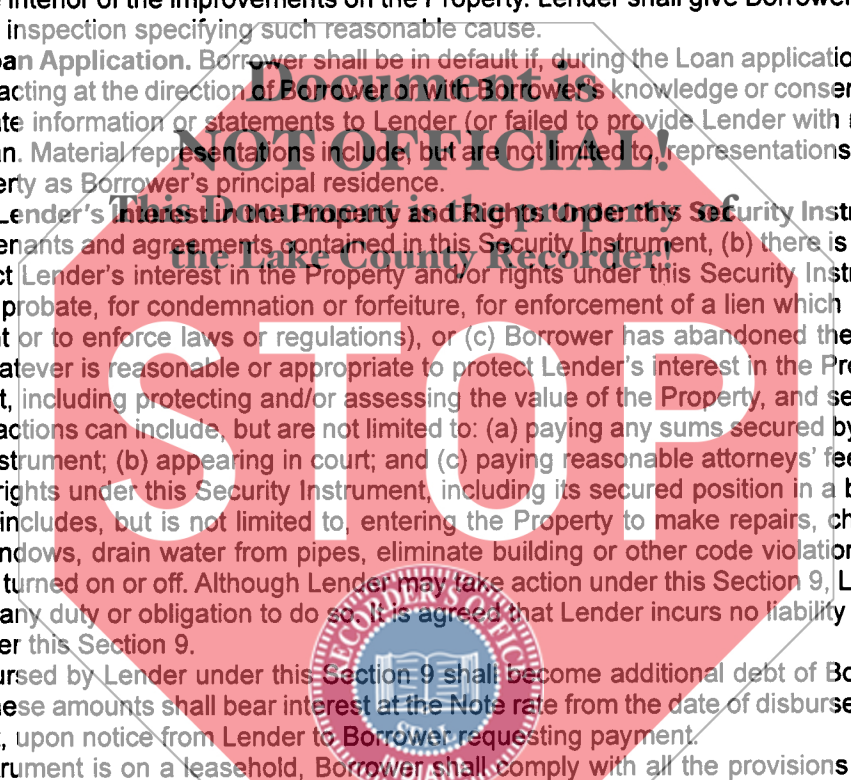 interior of the improvements on the Property. Lender shall give Borrower
inspection specifying such reasonable cause.
an Application. Borrower shall be in default if, during the Loan applicatio
acting at the direction of Borrower or with Borrower's knowledge or conser
te information or statements to Lender (or failed to provide Lender with
n. Material representations include, but are not limited to, representations
erty as Borrower's principal residence.
Lender's Interest in the Property and Rights Under this Security Inst
enants and agreements contained in this Security Instrument, (b) there is
ct Lender's interest in the Property and/or rights under this Security Inst
probate, for condemnation or forfeiture, for enforcement of a lien which
t or to enforce laws or regulations), or (c) Borrower has abandoned the
atever is reasonable or appropriate to protect Lender's interest in the Pr
t, including protecting and/or assessing the value of the Property, and se
actions can include, but are not limited to: (a) paying any sums secured by
strument; (b) appearing in court; and (c) paying reasonable attorneys' fee
rights under this Security Instrument, including its secured position in a b
includes, but is not limited to, entering the Property to make repairs, ch
ndows, drain water from pipes, eliminate building or other code violation
turned on or off. Although Lender may take action under this Section 9, L
any duty or obligation to do so. It is agreed that Lender incurs no liability
er this Section 9.
ursed by Lender under this Section 9 shall become additional debt of Bo
ese amounts shall bear interest at the Note rate from the date of disburse
, upon notice from Lender to Borrower requesting payment.
rument is on a leasehold, Borrower shall comply with all the provisions
Document is
NOT OFFICIAL!
This Document is the property of
the Lake County Recorder!
STOP
RECORDER'S OFFICE